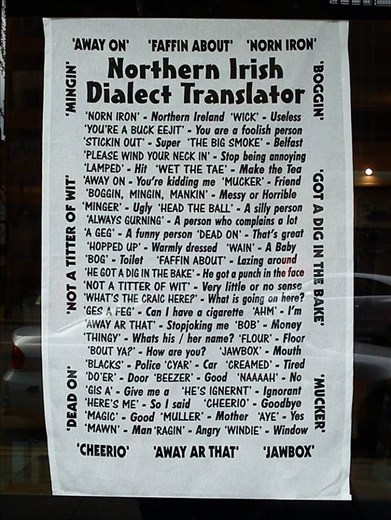 'AWAY ON' 'FAFFIN ABOUT' 'NORN IRON'
'MINGIN'
'BOGGIN'
Northern Irish
Dialect Translator
'NORN IRON' - Northern Ireland 'WICK' - Useless
'YOU'RE A BUCK EEJIT' - You are a foolish person
'STICKIN OUT' - Super 'THE BIG SMOKE' - Belfast
'PLEASE WIND YOUR NECK IN' - Stop being annoying
'LAMPED' - Hit 'WET THE TAE' - Make the Tea
'AWAY ON - You're kidding me 'MUCKER' - Friend
'BOGGIN, MINGIN, MANKIN' - Messy or Horrible
'MINGER' - Ugly 'HEAD THE BALL' - A silly person
'ALWAYS GURNING' - A person who complains a lot
'A GEG' - A funny person 'DEAD ON' - That's great
'HOPPED UP' - Warmly dressed 'WAIN' - A Baby
'BOG' - Toilet 'FAFFIN ABOUT' - Lazing around
'HE GOT A DIG IN THE BAKE' - He got a punch in the face
'NOT A TITTER OF WIT' - Very little or no sense
'WHAT'S THE CRAIC HERE?' - What is going on here?
'GES A FEG' - Can I have a cigarette 'AHM' - I'm
'AWAY AR THAT' - Stopjoking me 'BOB' - Money
'THINGY' - Whats his / her name? 'FLOUR' - Floor
'BOUT YA?' - How are you? 'JAWBOX' - Mouth
'BLACKS' - Police 'CYAR' - Car 'CREAMED' - Tired
'DO'ER' - Door 'BEEZER' - Good 'NAAAAH' - No
'GIS A' - Give me a 'HE'S IGNERNT' - Ignorant
'HERE'S ME' - So I said 'CHEERIO' - Goodbye
'MAGIC' - Good 'MULLER' - Mother 'AYE' - Yes
'MAWN' - Man 'RAGIN' - Angry 'WINDIE' - Window
'NOT A TITTER OF WIT'
'GOT A DIG IN THE BAKE'
'DEAD ON'
'MUCKER'
'CHEERIO' 'AWAY AR THAT' 'JAWBOX'